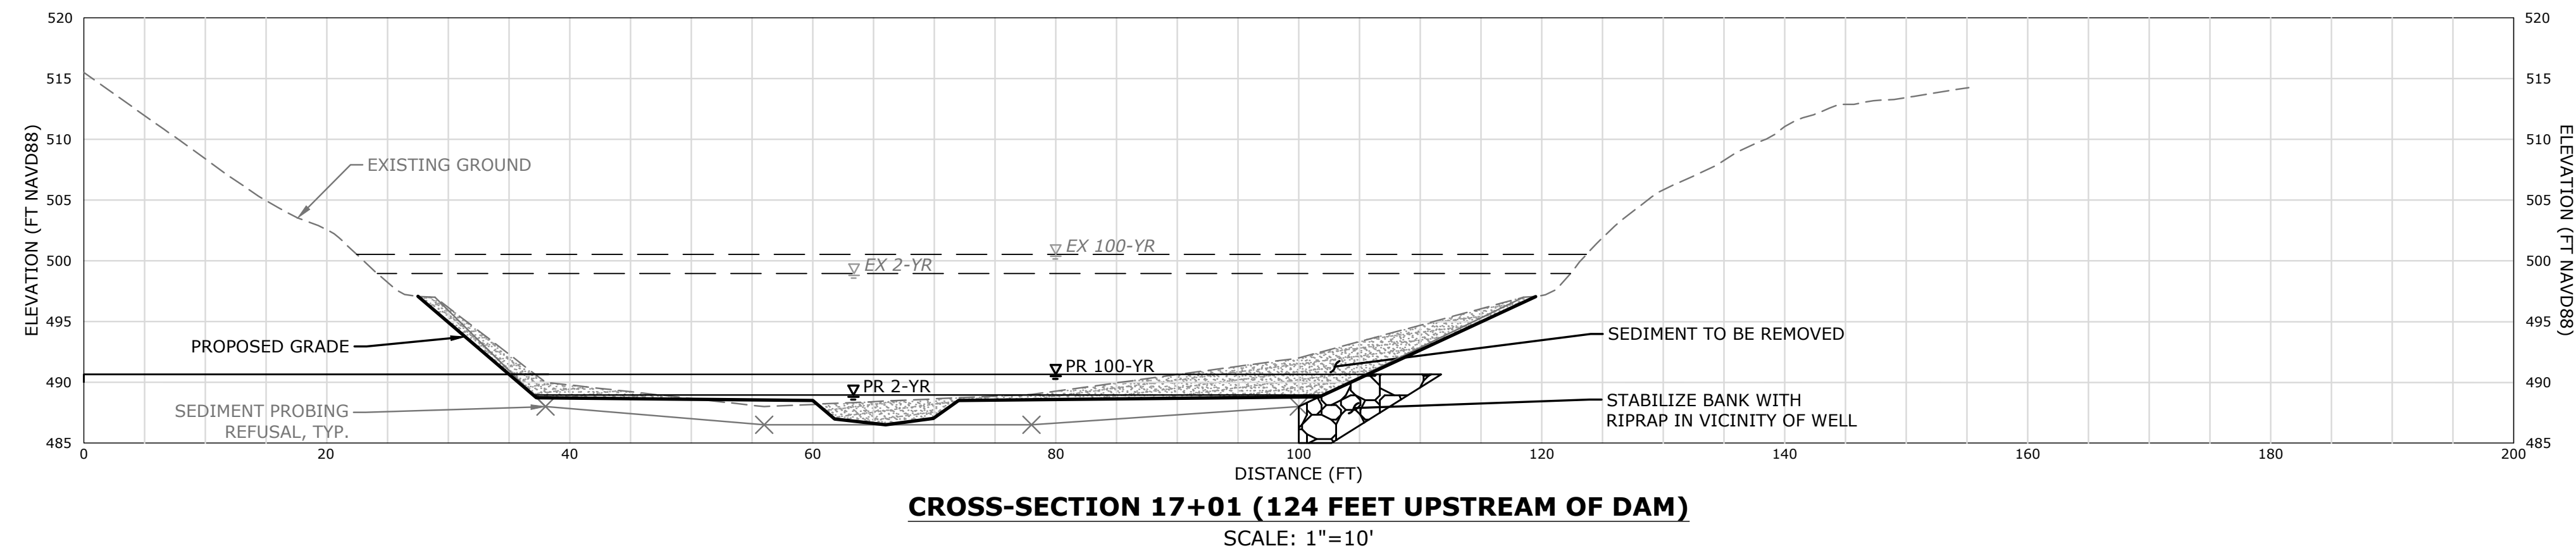 520
520
515
515
510
510
505
505
500
500
495
495
490
490
485
485
ELEVATION (FT NAVD88)
ELEVATION (FT NAVD88)
EXISTING GROUND
EX 100-YR
EX 2-YR
PROPOSED GRADE
SEDIMENT TO BE REMOVED
PR 100-YR
PR 2-YR
SEDIMENT PROBING
REFUSAL, TYP.
STABILIZE BANK WITH
RIPRAP IN VICINITY OF WELL
0 20 40 60 80 100 120 140 160 180 200
DISTANCE (FT)
CROSS-SECTION 17+01 (124 FEET UPSTREAM OF DAM)
SCALE: 1"=10'